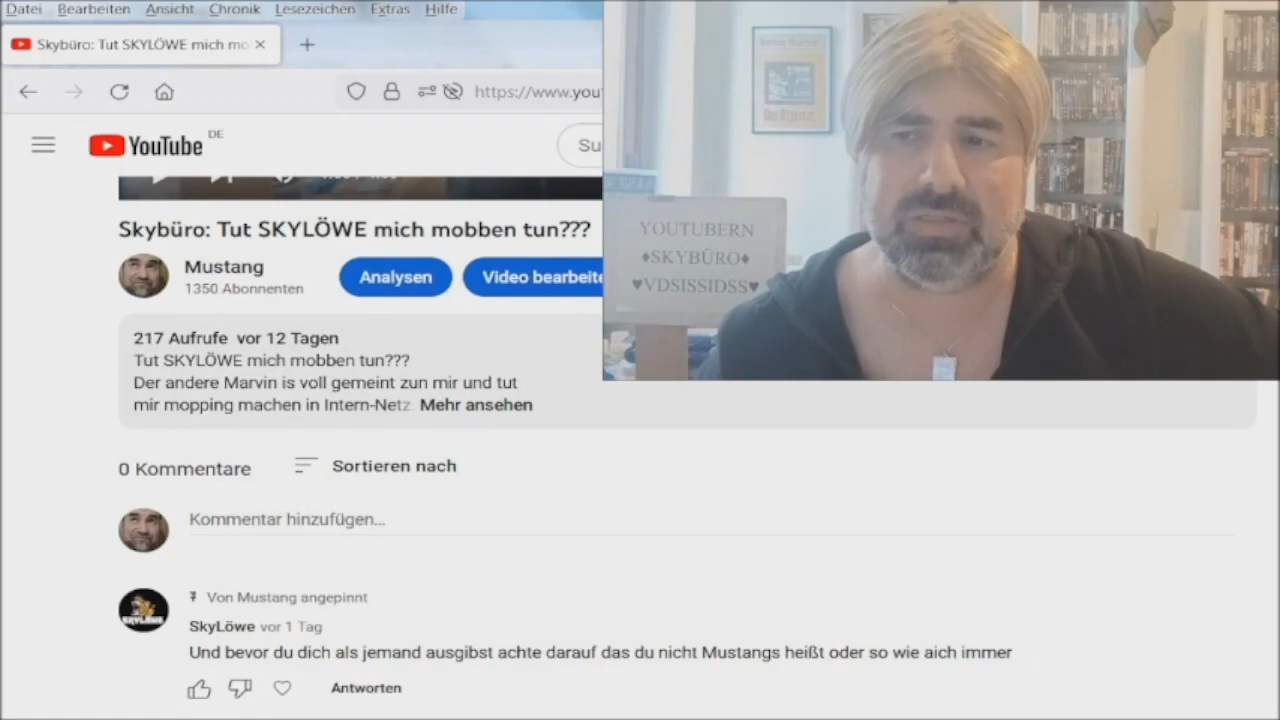 Datei Bearbeiten Ansicht Chronik Lesezeichen Extras Hilfe
Skybüro: Tut SKYLÖWE mich mo
https://www.you
YouTube DE
Su
Skybüro: Tut SKYLÖWE mich mobben tun???
Mustang
1350 Abonnenten
Analysen
Video bearbeite
217 Aufrufe vor 12 Tagen
Tut SKYLÖWE mich mobben tun???
Der andere Marvin is voll gemeint zun mir und tut
mir mopping machen in Intern-Netz. Mehr ansehen
YOUTUBERN
♦SKYBÜRO♦
♥VDSISSIDSS♥
0 Kommentare
Sortieren nach
Kommentar hinzufügen...
Von Mustang angepinnt
SKYLÖWE
SkyLöwe vor 1 Tag
Und bevor du dich als jemand ausgibst achte darauf das du nicht Mustangs heißt oder so wie aich immer
Antworten